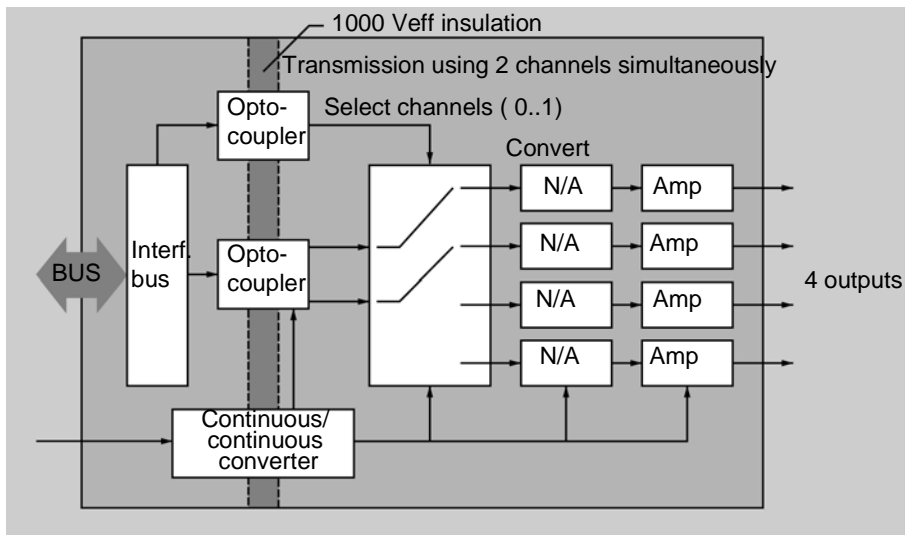 1000 Veff insulation
Transmission using 2 channels simultaneously
Opto-
coupler
Select channels ( 0..1)
Convert
N/A
Amp
N/A
Amp
N/A
Amp
N/A
Amp
Interf.
bus
BUS
Opto-
coupler
4 outputs
Continuous/
continuous
converter